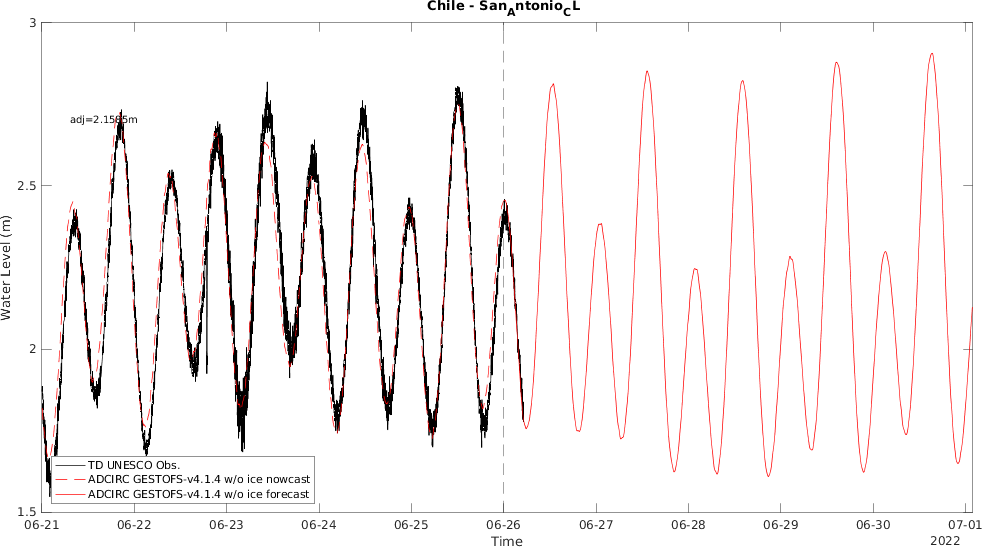 Chile - SanAntonioCL
3
2.5
2
1.5
Water Level (m)
adj=2.1595m
TD UNESCO Obs.
ADCIRC GESTOFS-v4.1.4 w/o ice nowcast
ADCIRC GESTOFS-v4.1.4 w/o ice forecast
06-21 06-22 06-23 06-24 06-25 06-26 06-27 06-28 06-29 06-30 07-01
Time
2022